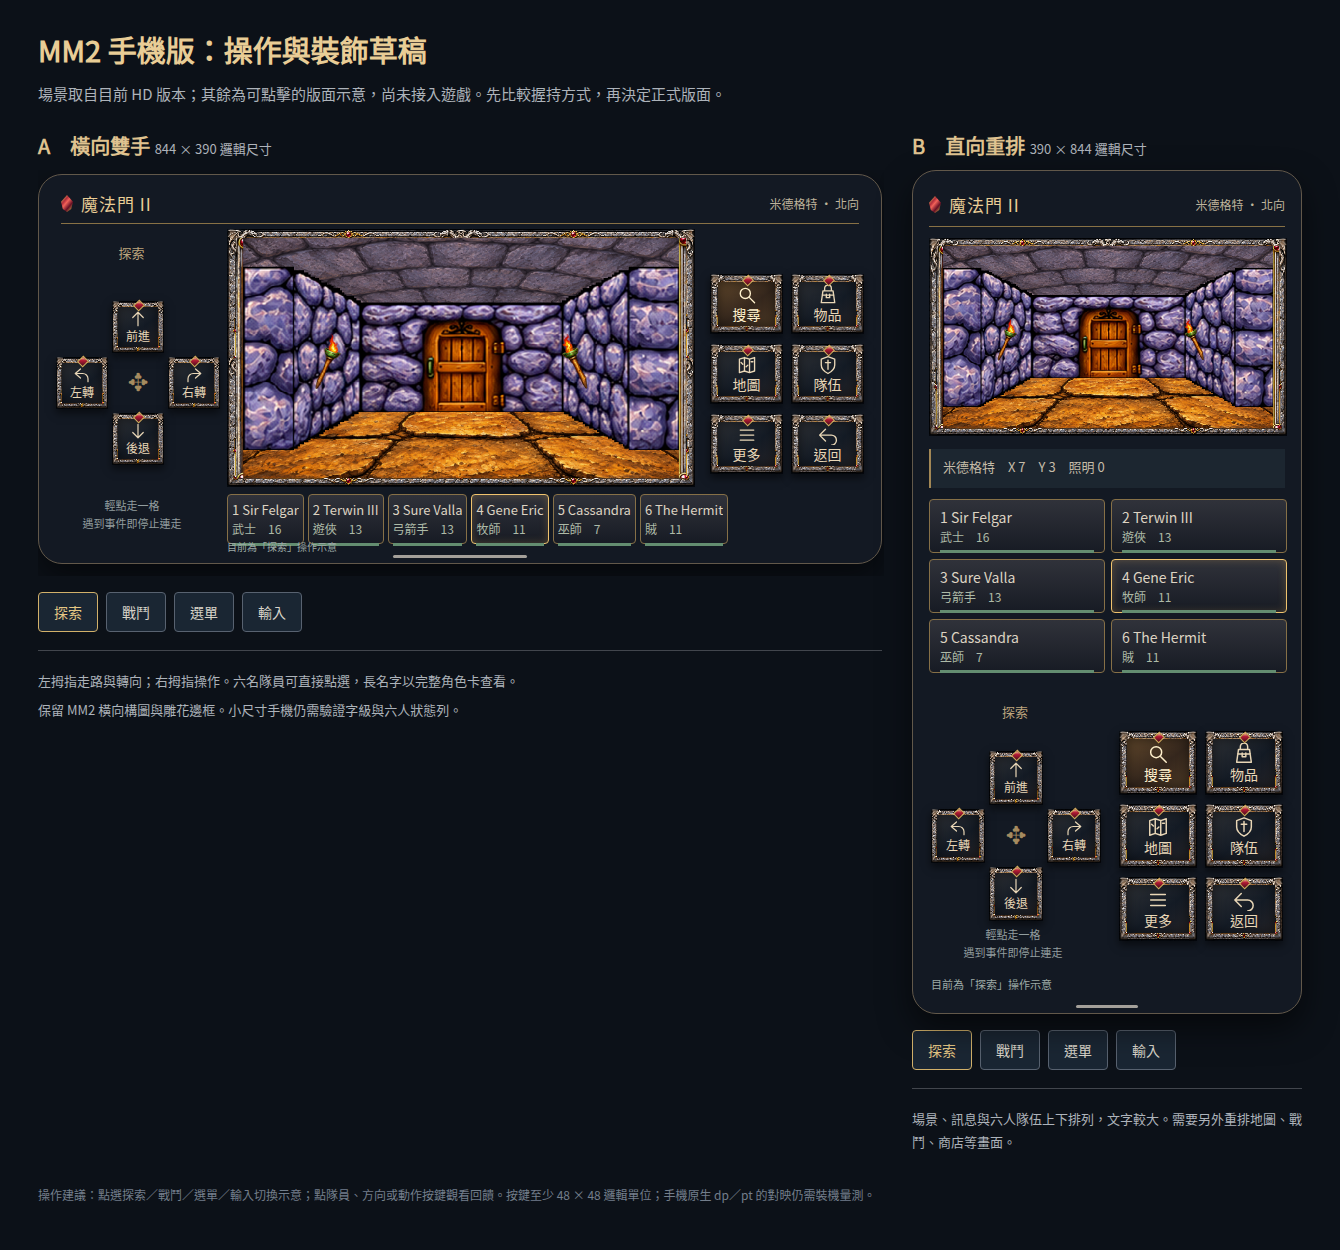 MM2 手機版：操作與裝飾草稿
場景取自目前 HD 版本；其餘為可點擊的版面示意，尚未接入遊戲。先比較握持方式，再決定正式版面。
A 橫向雙手 844 × 390 邏輯尺寸
魔法門 II
米德格特 · 北向
探索
前進
左轉
右轉
後退
輕點走一格
遇到事件即停止連走
搜尋
物品
地圖
隊伍
更多
返回
1 Sir Felgar
武士 16
2 Terwin III
遊俠 13
3 Sure Valla
弓箭手 13
4 Gene Eric
牧師 11
5 Cassandra
巫師 7
6 The Hermit
賊 11
目前為「探索」操作示意
探索
戰鬥
選單
輸入
左拇指走路與轉向；右拇指操作。六名隊員可直接點選，長名字以完整角色卡查看。
保留 MM2 橫向構圖與雕花邊框。小尺寸手機仍需驗證字級與六人狀態列。
B 直向重排 390 × 844 邏輯尺寸
魔法門 II
米德格特 · 北向
米德格特 X 7 Y 3 照明 0
1 Sir Felgar
武士 16
2 Terwin III
遊俠 13
3 Sure Valla
弓箭手 13
4 Gene Eric
牧師 11
5 Cassandra
巫師 7
6 The Hermit
賊 11
探索
前進
左轉
右轉
後退
輕點走一格
遇到事件即停止連走
搜尋
物品
地圖
隊伍
更多
返回
目前為「探索」操作示意
探索
戰鬥
選單
輸入
場景、訊息與六人隊伍上下排列，文字較大。需要另外重排地圖、戰
鬥、商店等畫面。
操作建議：點選探索／戰鬥／選單／輸入切換示意；點隊員、方向或動作按鍵觀看回饋。按鍵至少 48 × 48 邏輯單位；手機原生 dp／pt 的對映仍需裝機量測。